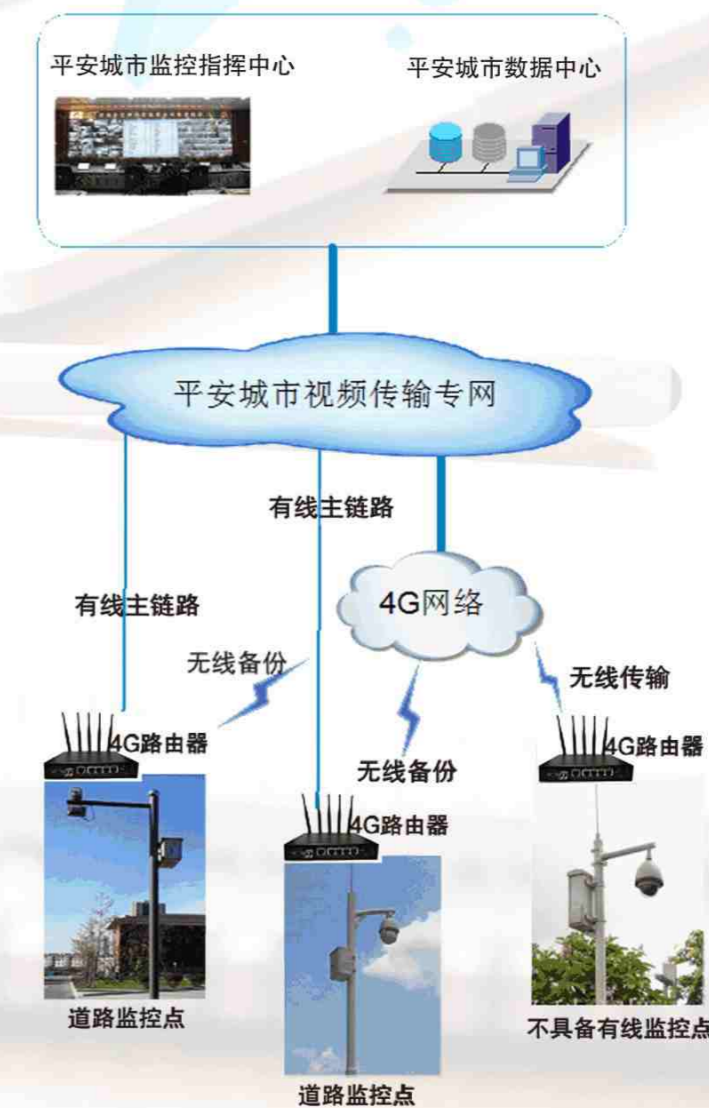 平安城市监控指挥中心
平安城市数据中心
平安城市视频传输专网
有线主链路
4G网络
有线主链路
无线备份
无线传输
4G路由器
4G路由器
无线备份
4G路由器
道路监控点
不具备有线监控点
道路监控点